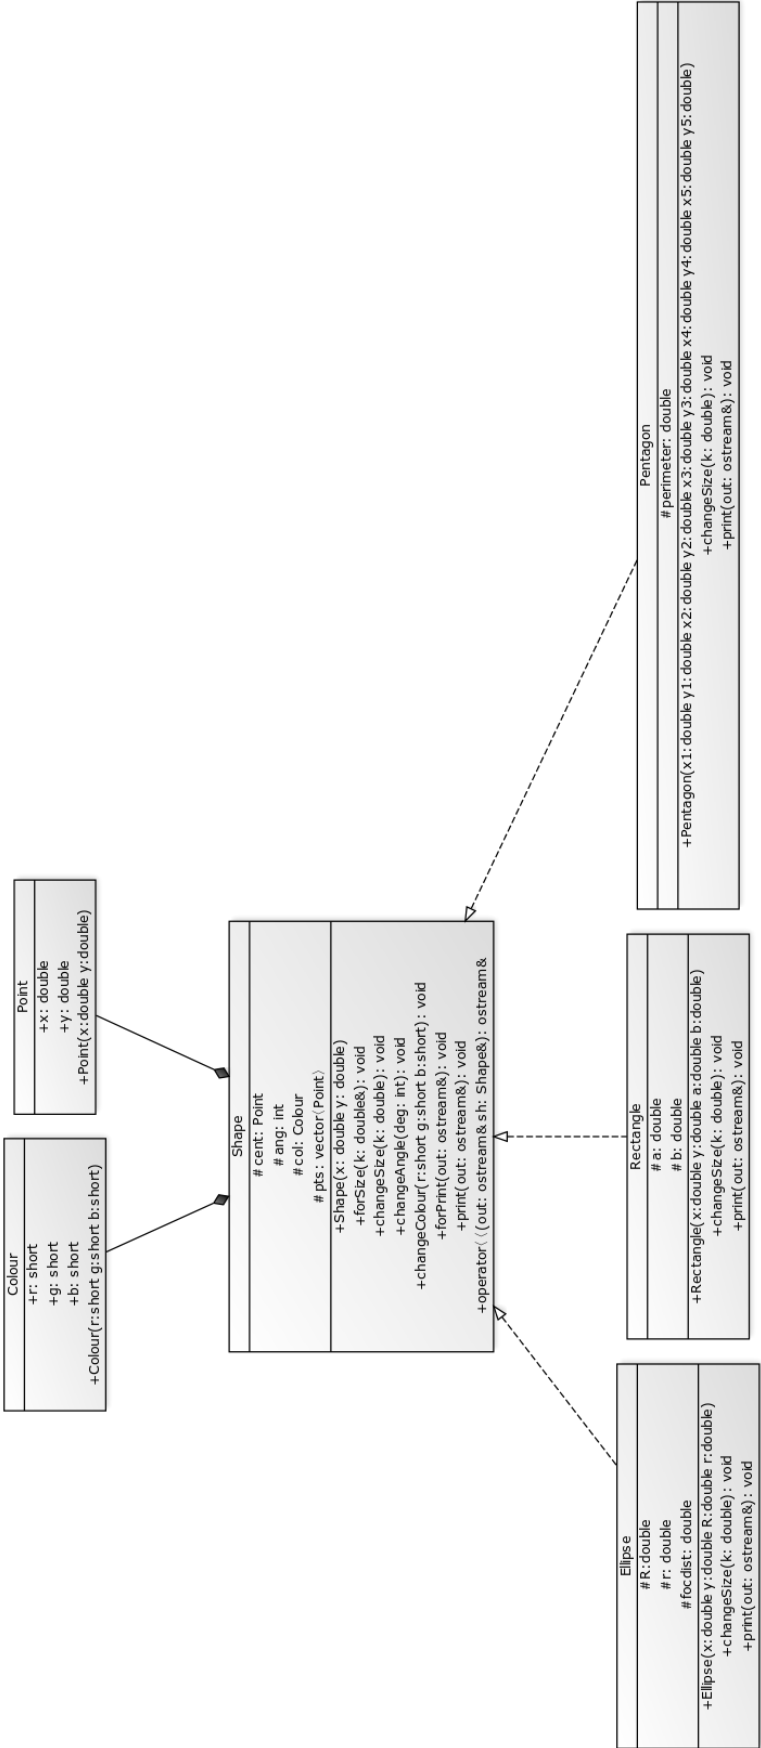 Colour
+r: short
+g: short
+b: short
+Colour(r:short g:short b:short)
Point
+x: double
+y: double
+Point(x:double y:double)
Shape
#cent: Point
#ang: int
#col: Colour
#pts: vector⟨Point⟩
+Shape(x: double y: double)
+forSize(k: double&): void
+changeSize(k: double): void
+changeAngle(deg: int): void
+changeColour(r:short g:short b:short): void
+forPrint(out: ostream&): void
+print(out: ostream&): void
+operator⟨⟨(out: ostream& sh: Shape&): ostream&
Ellipse
#R:double
#r: double
#focdist: double
+Ellipse(x:double y:double R:double r:double)
+changeSize(k: double): void
+print(out: ostream&): void
Rectangle
#a: double
#b: double
+Rectangle(x:double y:double a:double b:double)
+changeSize(k: double): void
+print(out: ostream&): void
Pentagon
#perimeter: double
+Pentagon(x1:double y1:double x2:double y2:double x3:double y3:double x4:double y4:double x5:double y5:double)
+changeSize(k: double): void
+print(out: ostream&): void